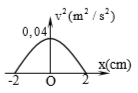 v²(m²/s²)
0,04
x(cm)
-2 O 2